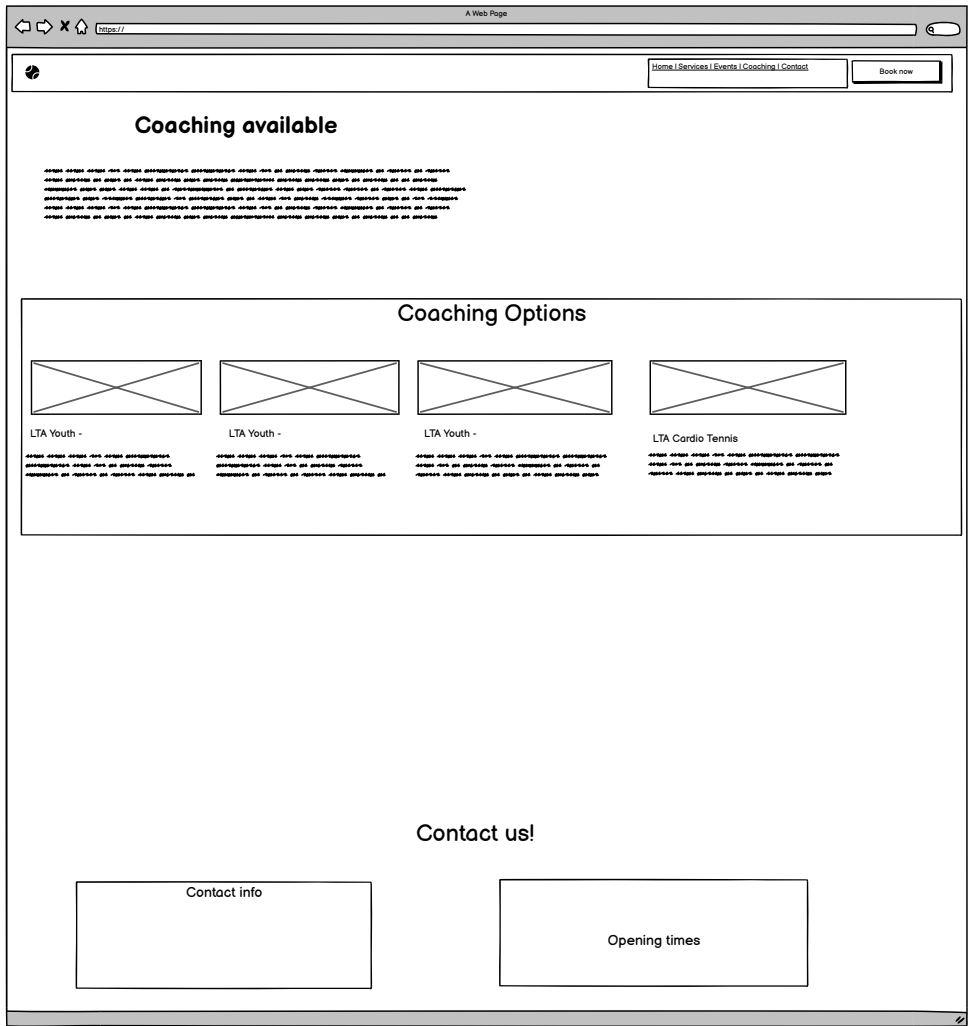 A Web Page
https://
Home | Services | Events | Coaching | Contact
Book now
Coaching available
Coaching Options
LTA Youth -
LTA Youth -
LTA Youth -
LTA Cardio Tennis
Contact us!
Contact info
Opening times